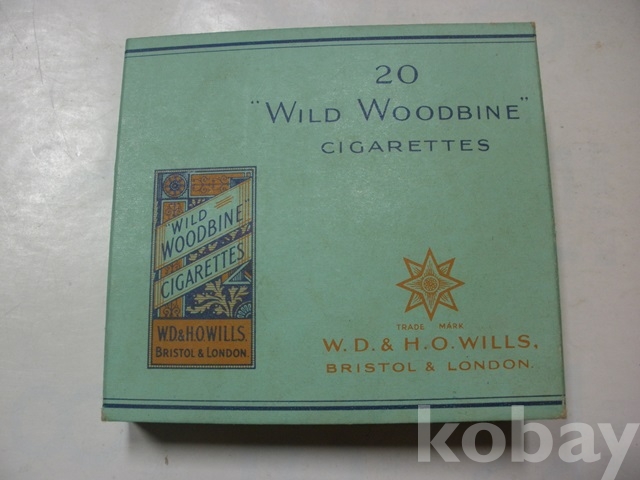 20
"WILD WOODBINE"
CIGARETTES
"WILD
WOODBINE"
CIGARETTES
W.D.& H.O.WILLS.
BRISTOL & LONDON.
TRADE MARK
W. D. & H. O. WILLS,
BRISTOL & LONDON.
kobay